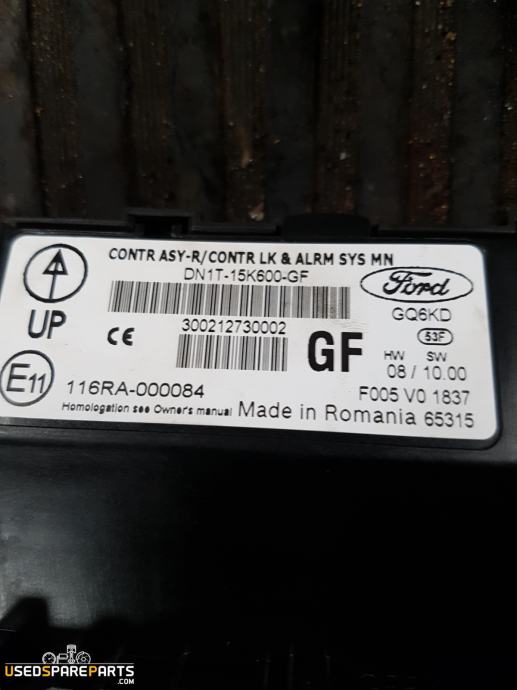 CONTR ASY-R/CONTR LK & ALRM SYS MN
DN1T-15K600-GF
Ford
GQ6KD
53F
UP
CE
300212730002
GF
HW SW
08 / 10.00
E11
116RA-000084
F005 V0 1837
Homologation see Owner's manual Made in Romania 65315
USEDSPAREPARTS.COM